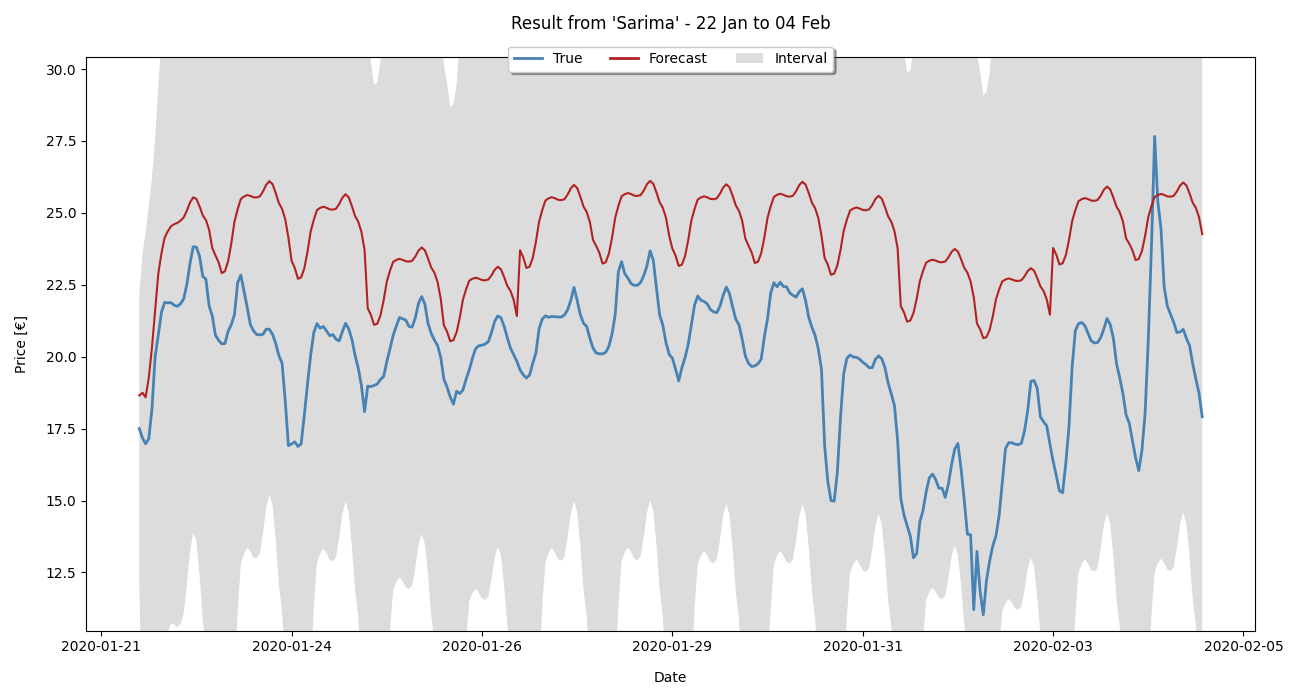 Result from 'Sarima' - 22 Jan to 04 Feb
True Forecast Interval
30.0
27.5
25.0
22.5
20.0
17.5
15.0
12.5
Price [€]
2020-01-21 2020-01-24 2020-01-26 2020-01-29 2020-01-31 2020-02-03 2020-02-05
Date